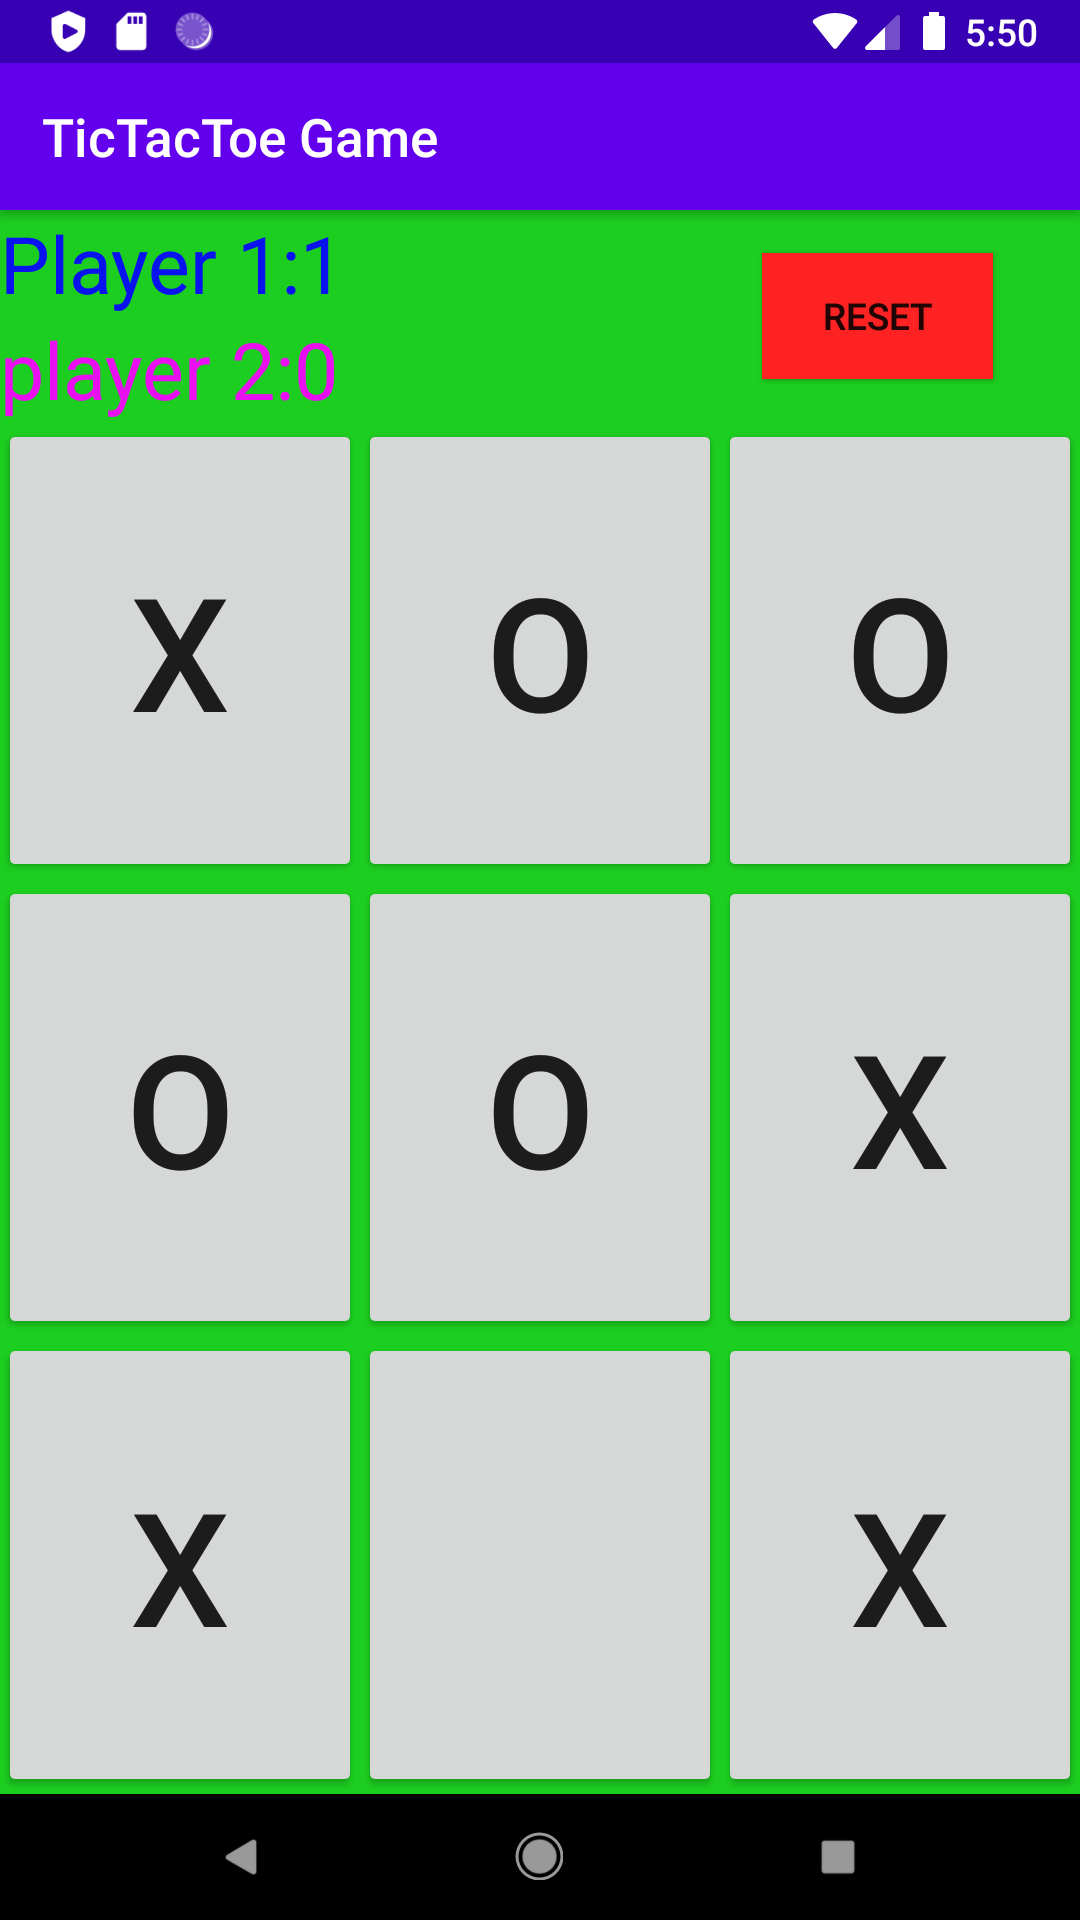 5:50
TicTacToe Game
Player 1:1
RESET
player 2:0
X O O
O O X
X X